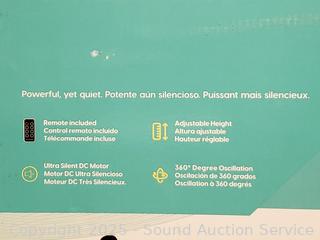 Powerful, yet quiet. Potente aún silencioso. Puissant mais silencieux.
Remote included
Control remoto incluido
Télécommande incluse
Adjustable Height
Altura ajustable
Hauteur réglable
Ultra Silent DC Motor
Motor DC Ultra Silencioso
Moteur DC Très Silencieux.
360° Degree Oscillation
Oscilación de 360 grados
Oscillation à 360 degrés
Copyright 2025 - Sound Auction Service